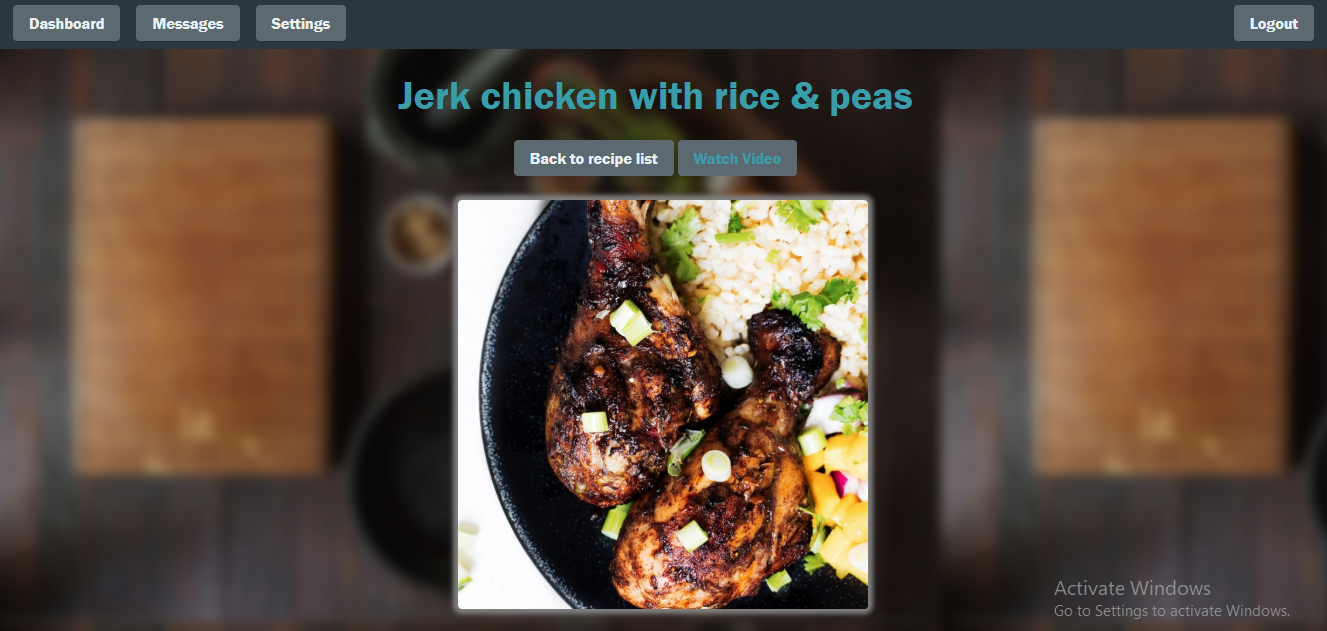 Dashboard Messages Settings Logout
Jerk chicken with rice & peas
Back to recipe list Watch Video
Activate Windows
Go to Settings to activate Windows.